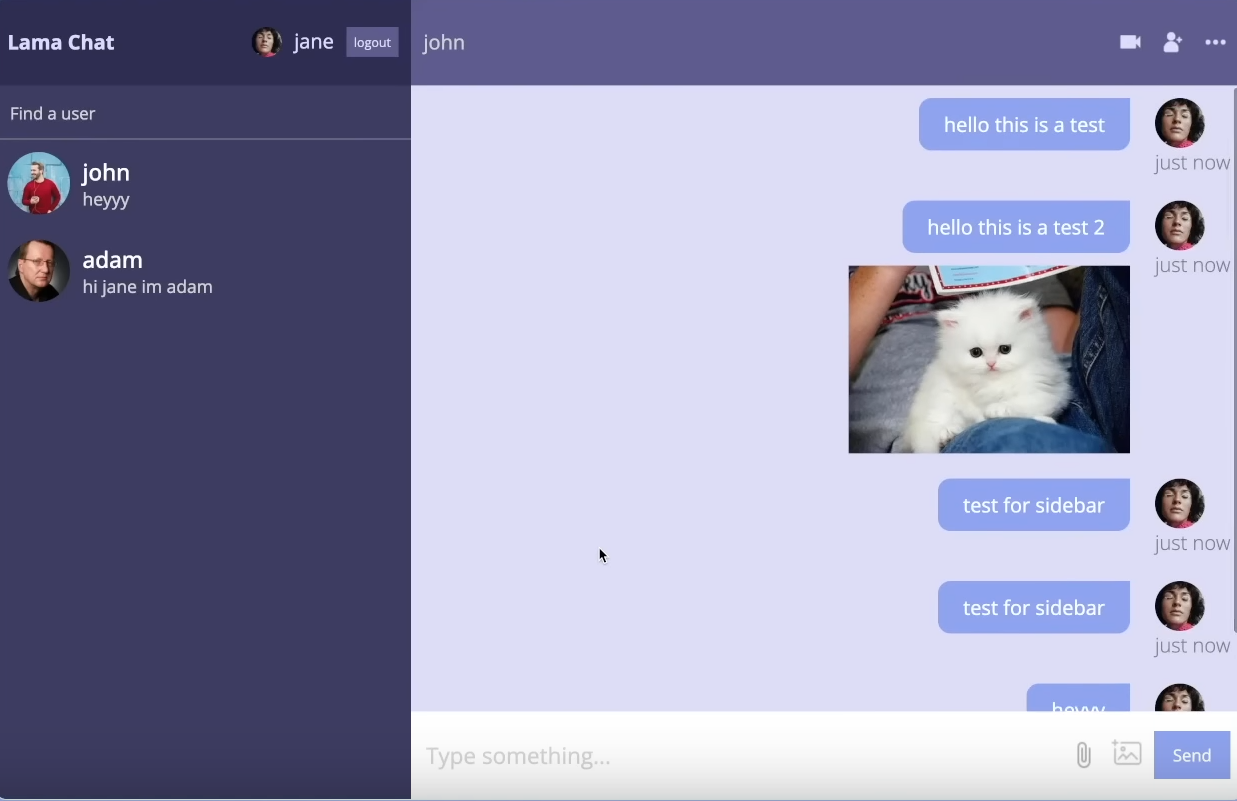 Lama Chat
jane
logout
Find a user
john
heyyy
adam
hi jane im adam
john
hello this is a test
just now
hello this is a test 2
just now
test for sidebar
just now
test for sidebar
just now
heyyy
Type something...
Send